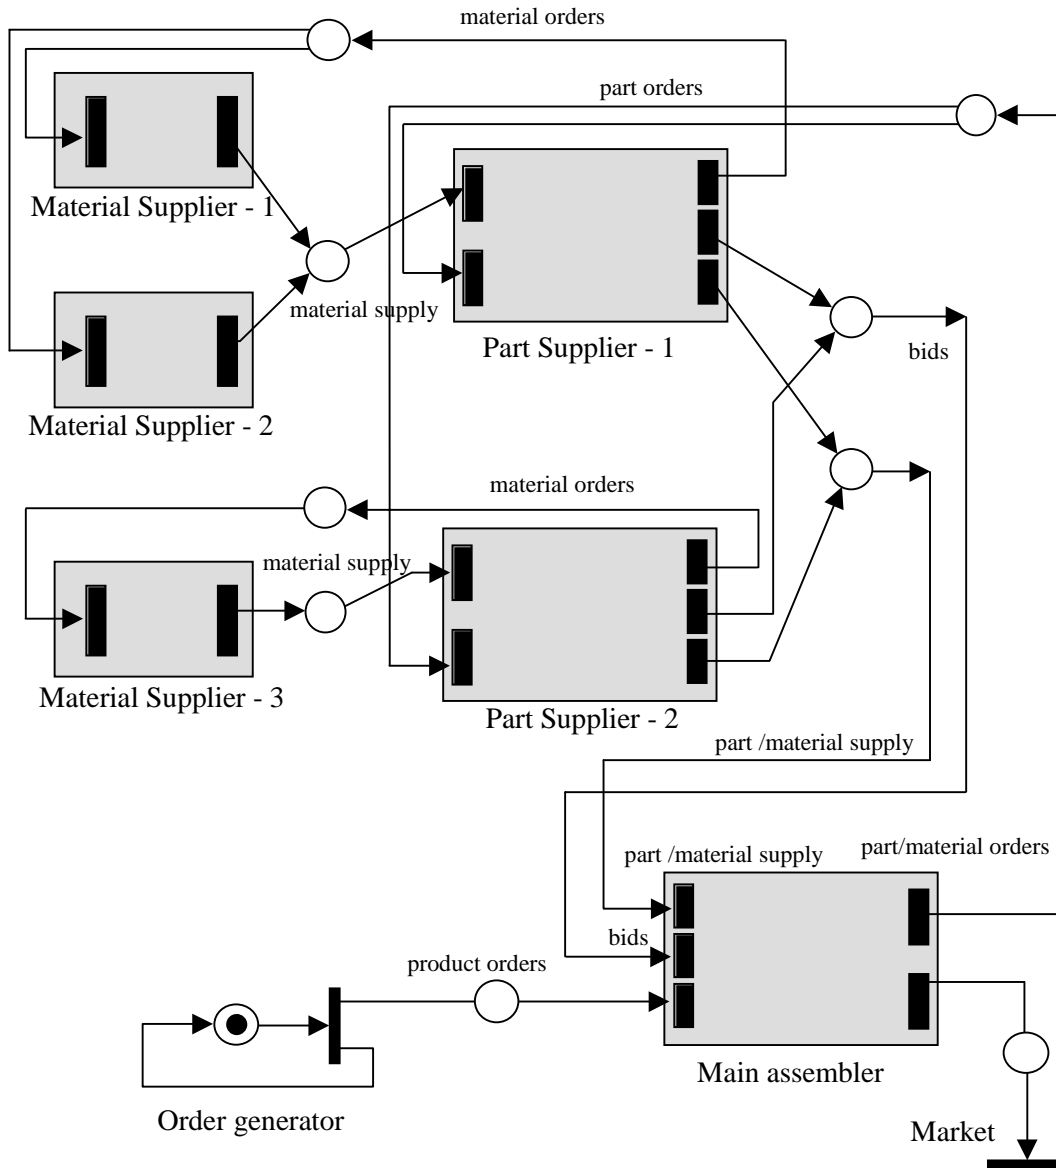 material orders
part orders
Material Supplier - 1
material supply
Part Supplier - 1
bids
Material Supplier - 2
material orders
material supply
Material Supplier - 3
Part Supplier - 2
part /material supply
part /material supply
part/material orders
bids
product orders
Main assembler
Order generator
Market